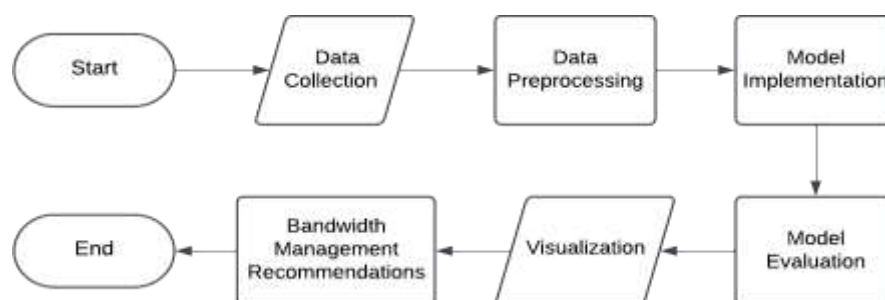 Start
Data
Collection
Data
Preprocessing
Model
Implementation
Model
Evaluation
Visualization
Bandwidth
Management
Recommendations
End